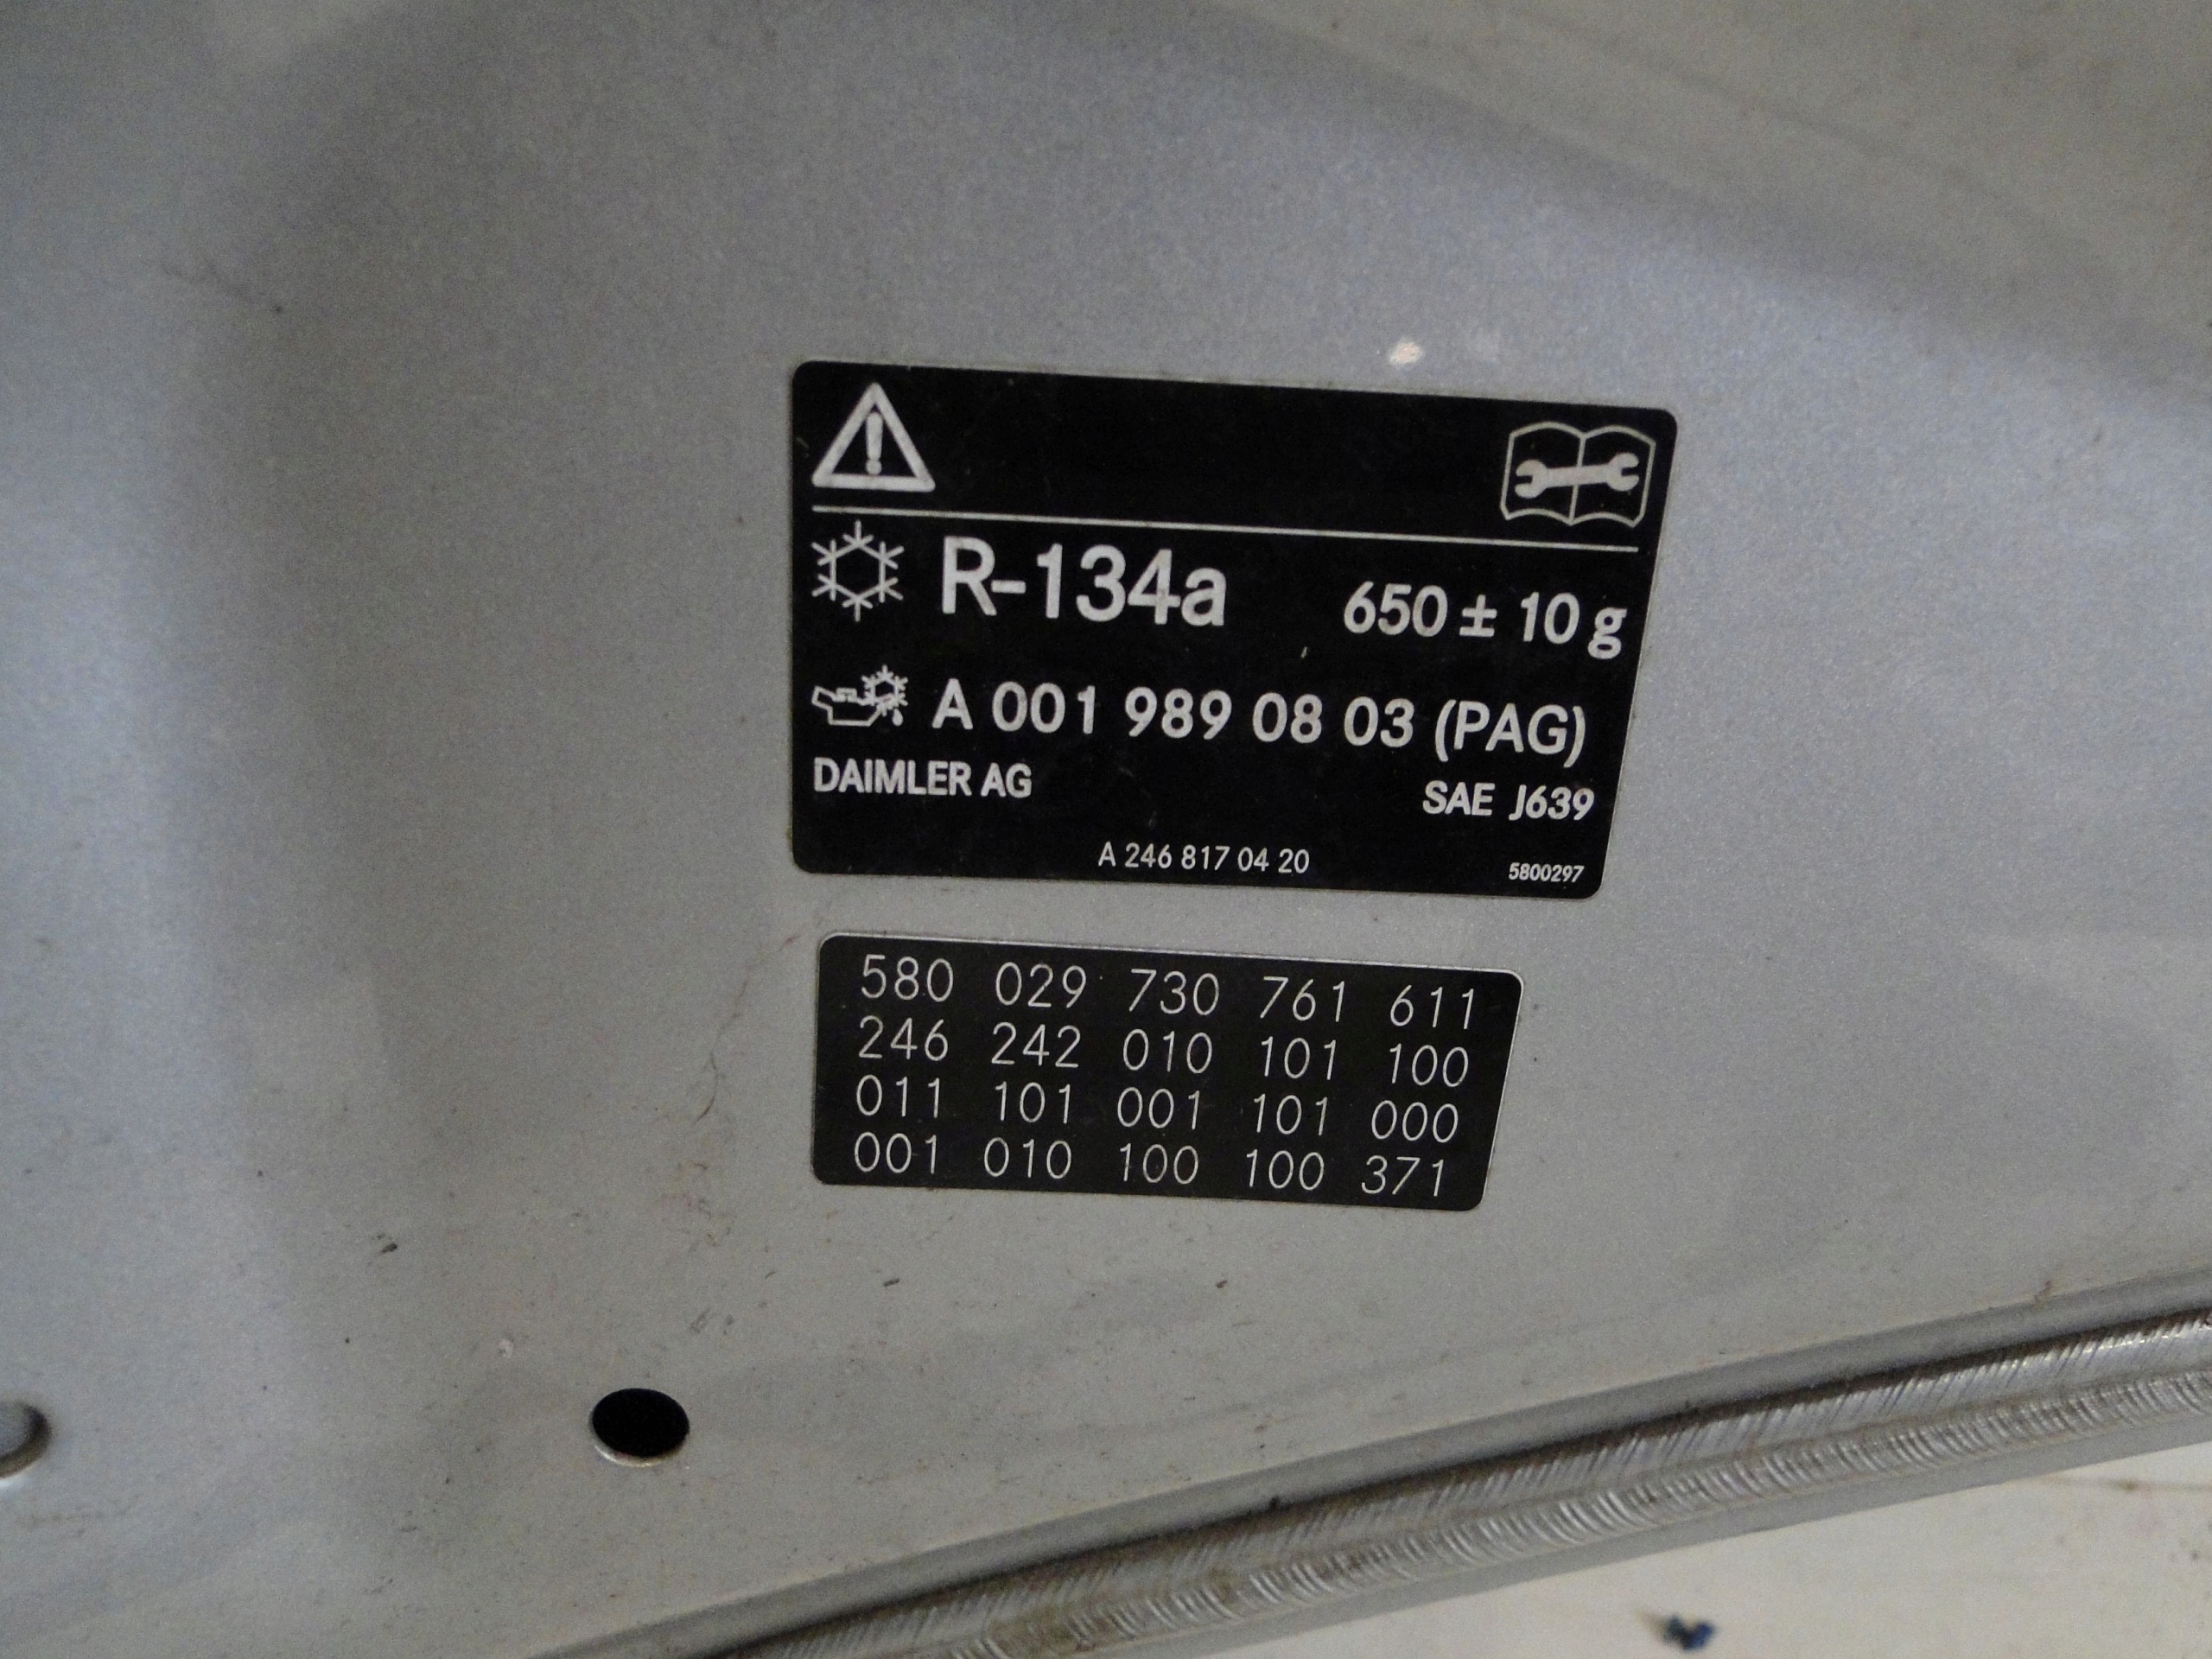 R-134a 650 ± 10 g
A 001 989 08 03 (PAG)
DAIMLER AG SAE J639
A 246 817 04 20 5800297
580 029 730 761 611
246 242 010 101 100
011 101 001 101 000
001 010 100 100 371